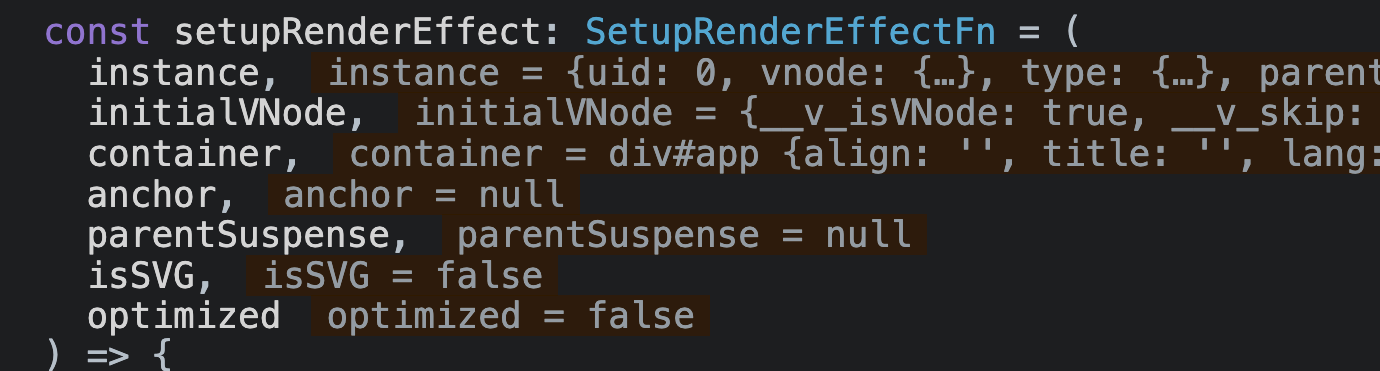 const setupRenderEffect: SetupRenderEffectFn = (
instance, instance = {uid: 0, vnode: {…}, type: {…}, parent
initialVNode, initialVNode = {__v_isVNode: true, __v_skip:
container, container = div#app {align: '', title: '', lang:
anchor, anchor = null
parentSuspense, parentSuspense = null
isSVG, isSVG = false
optimized optimized = false
) => {